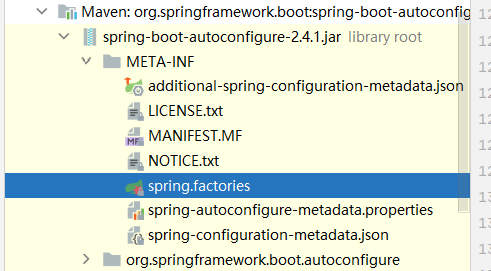 Maven: org.springframework.boot:spring-boot-autoconfig
spring-boot-autoconfigure-2.4.1.jar library root
META-INF
additional-spring-configuration-metadata.json
LICENSE.txt
MANIFEST.MF
NOTICE.txt
spring.factories
spring-autoconfigure-metadata.properties
spring-configuration-metadata.json
org.springframework.boot.autoconfigure